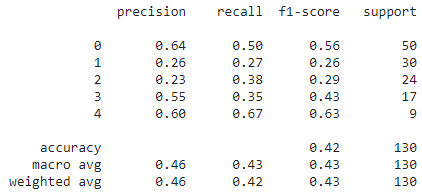 precision recall f1-score support
0 0.64 0.50 0.56 50
1 0.26 0.27 0.26 30
2 0.23 0.38 0.29 24
3 0.55 0.35 0.43 17
4 0.60 0.67 0.63 9
accuracy 0.42 130
macro avg 0.46 0.43 0.43 130
weighted avg 0.46 0.42 0.43 130